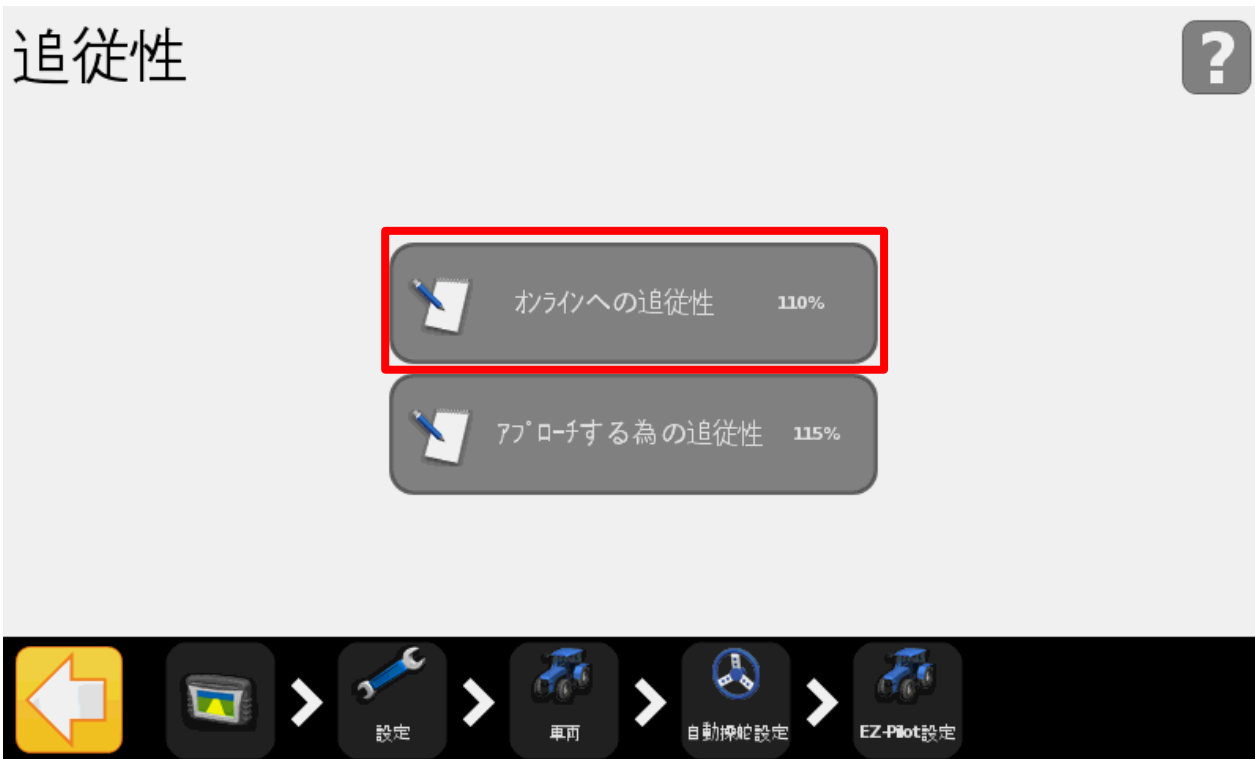 追従性
?
ｵﾝﾗｲﾝへの追従性 110%
ｱﾌﾟﾛｰﾁする為の追従性 115%
設定
車両
自動操舵設定
EZ-Pilot設定